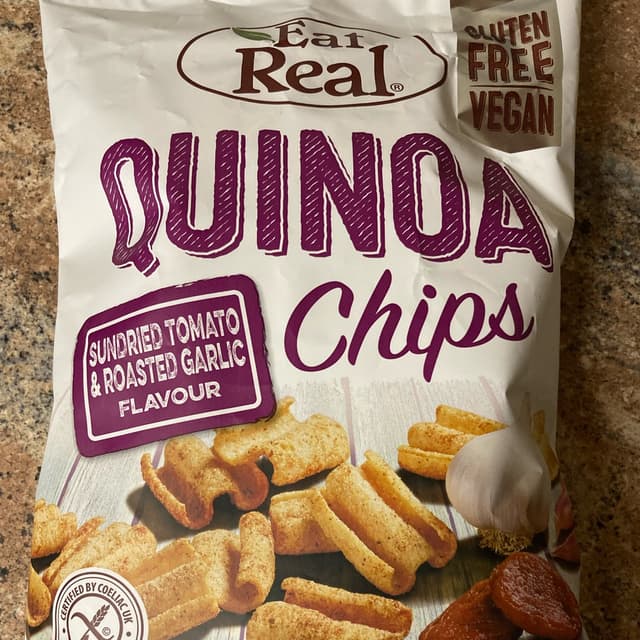 Eat
Real®
GLUTEN
FREE
VEGAN
QUINOA
Chips
SUNDRIED TOMATO
& ROASTED GARLIC
FLAVOUR
CERTIFIED BY COELIAC UK